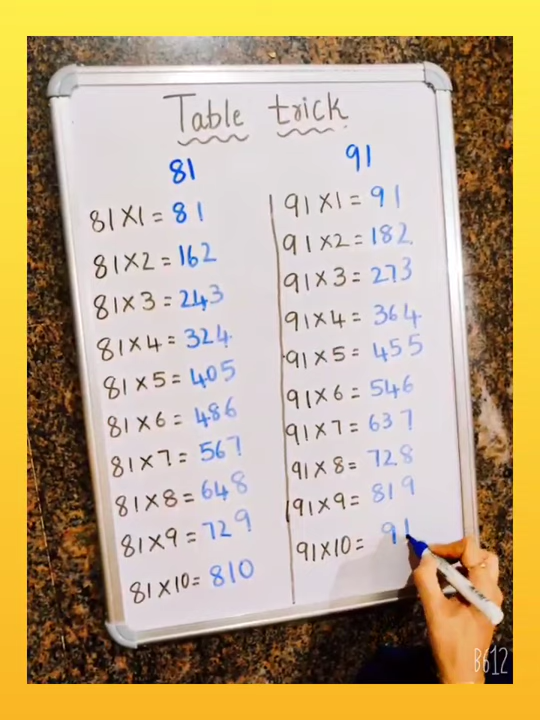 Table trick
81
81×1 = 81
81×2 = 162
81×3 = 243
81×4 = 324
81×5 = 405
81×6 = 486
81×7 = 567
81×8 = 648
81×9 = 729
81×10 = 810
91
91×1 = 91
91×2 = 182
91×3 = 273
91×4 = 364
91×5 = 455
91×6 = 546
91×7 = 637
91×8 = 728
91×9 = 819
91×10 = 91
B612